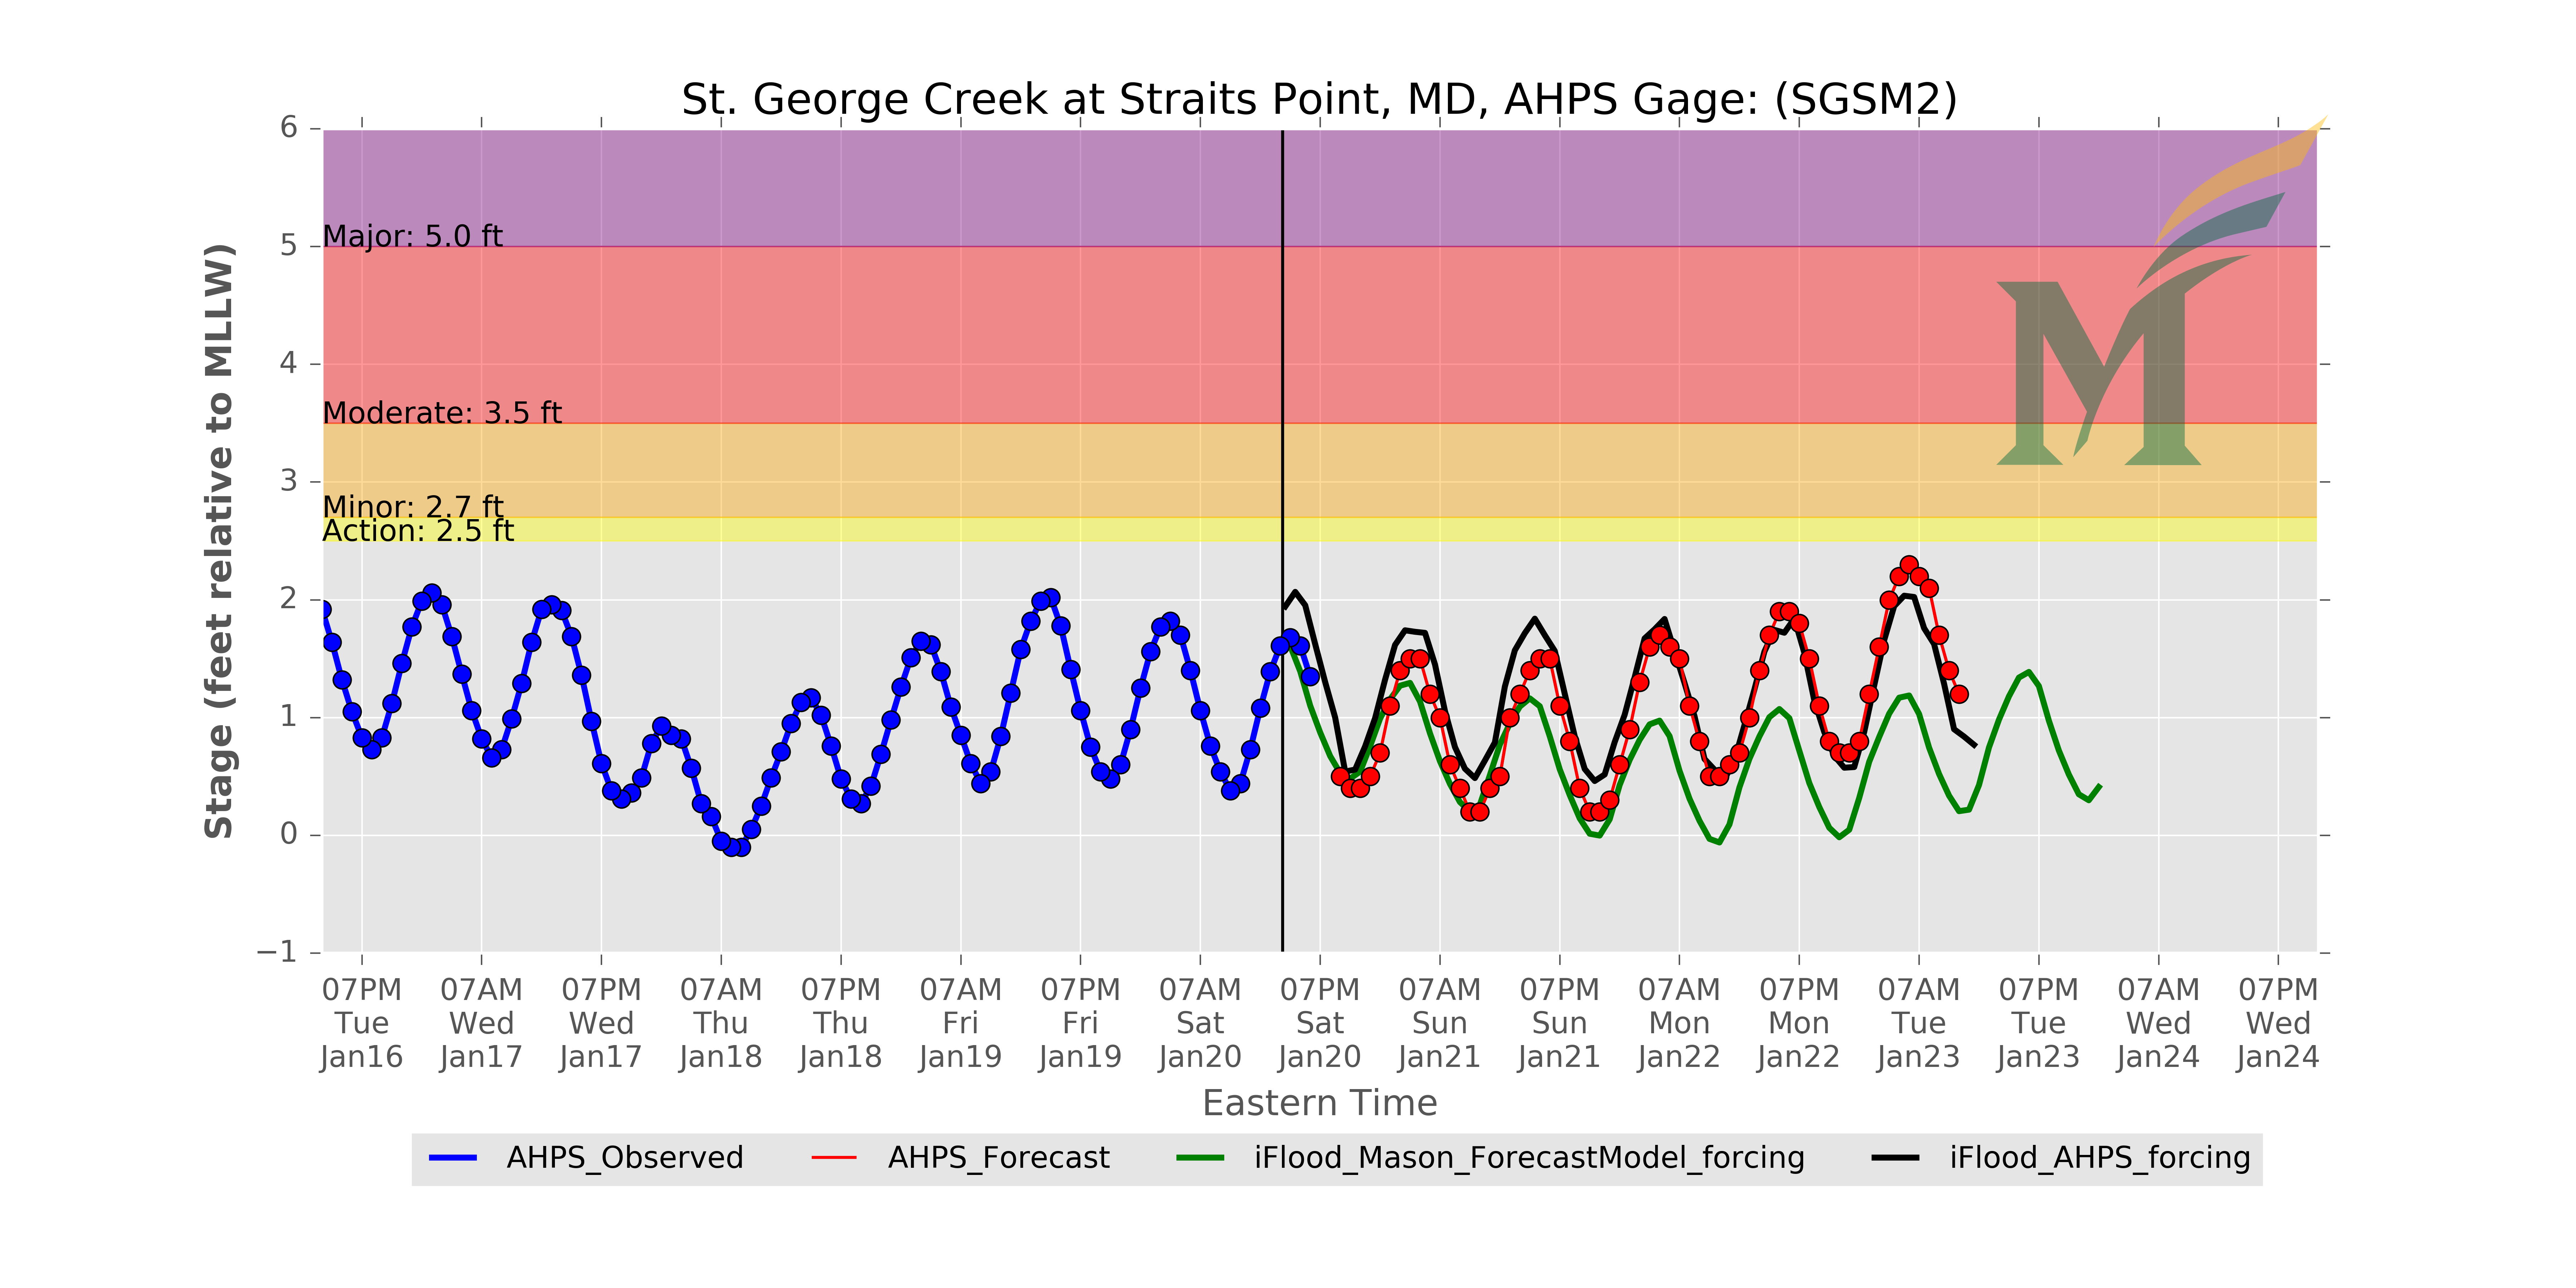 St. George Creek at Straits Point, MD, AHPS Gage: (SGSM2)
Stage (feet relative to MLLW)
6
5
4
3
2
1
0
−1
Major: 5.0 ft
Moderate: 3.5 ft
Minor: 2.7 ft
Action: 2.5 ft
M
07PM 07AM 07PM 07AM 07PM 07AM 07PM 07AM 07PM 07AM 07PM 07AM 07PM 07AM 07PM 07AM 07PM
Tue Wed Wed Thu Thu Fri Fri Sat Sat Sun Sun Mon Mon Tue Tue Wed Wed
Jan16 Jan17 Jan17 Jan18 Jan18 Jan19 Jan19 Jan20 Jan20 Jan21 Jan21 Jan22 Jan22 Jan23 Jan23 Jan24 Jan24
Eastern Time
AHPS_Observed AHPS_Forecast iFlood_Mason_ForecastModel_forcing iFlood_AHPS_forcing